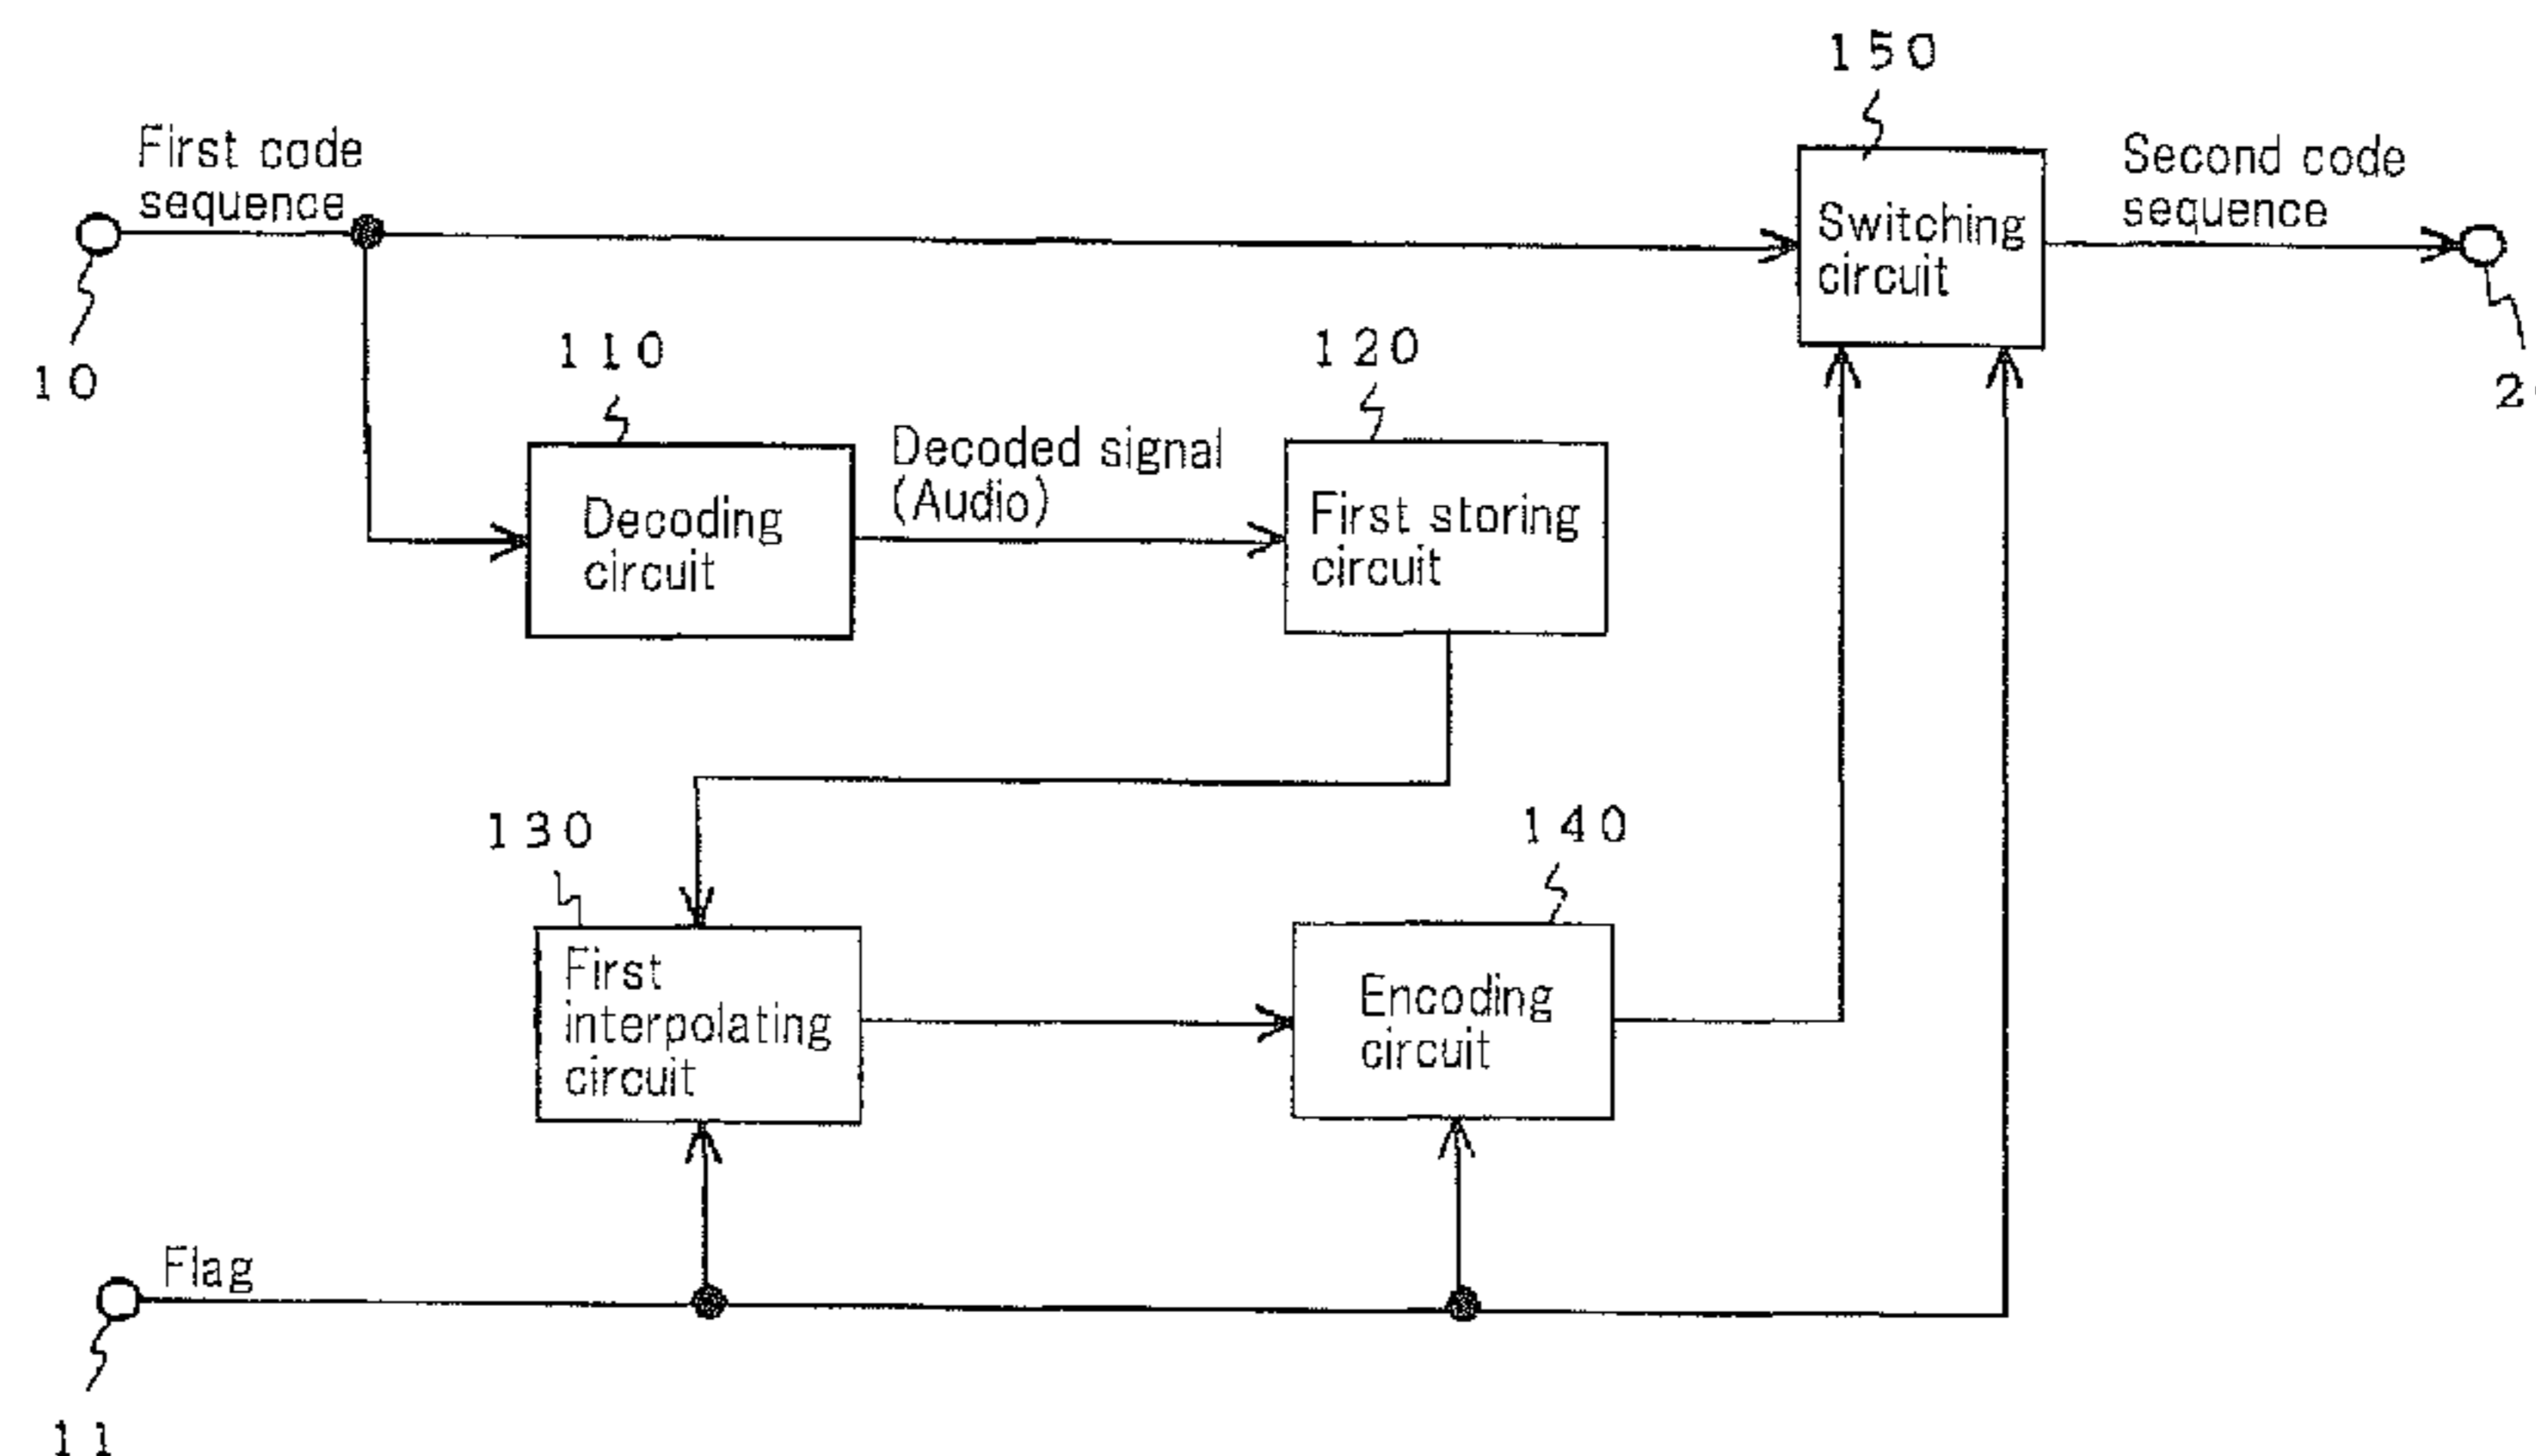 150
First code
sequence
Second code
sequence
Switching
circuit
10
110
120
Decoded signal
(Audio)
Decoding
circuit
First storing
circuit
130
140
First
interpolating
circuit
Encoding
circuit
Flag
11